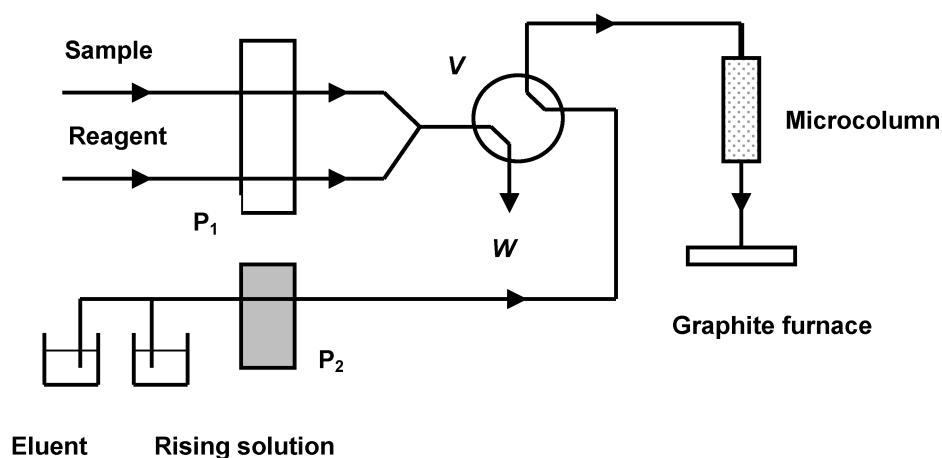 Sample
V
Reagent
Microcolumn
P1
W
P2
Graphite furnace
Eluent
Rising solution